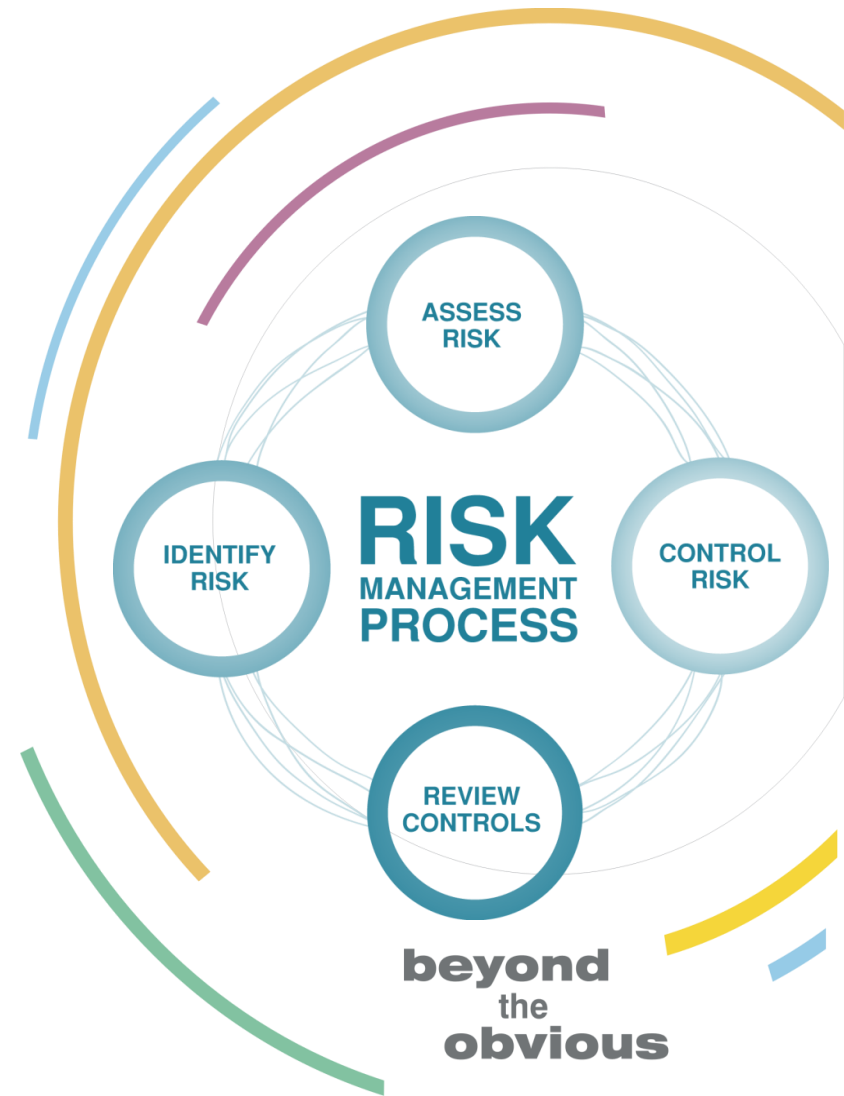 ASSESS
RISK
IDENTIFY
RISK
RISK
MANAGEMENT
PROCESS
CONTROL
RISK
REVIEW
CONTROLS
beyond
the
obvious